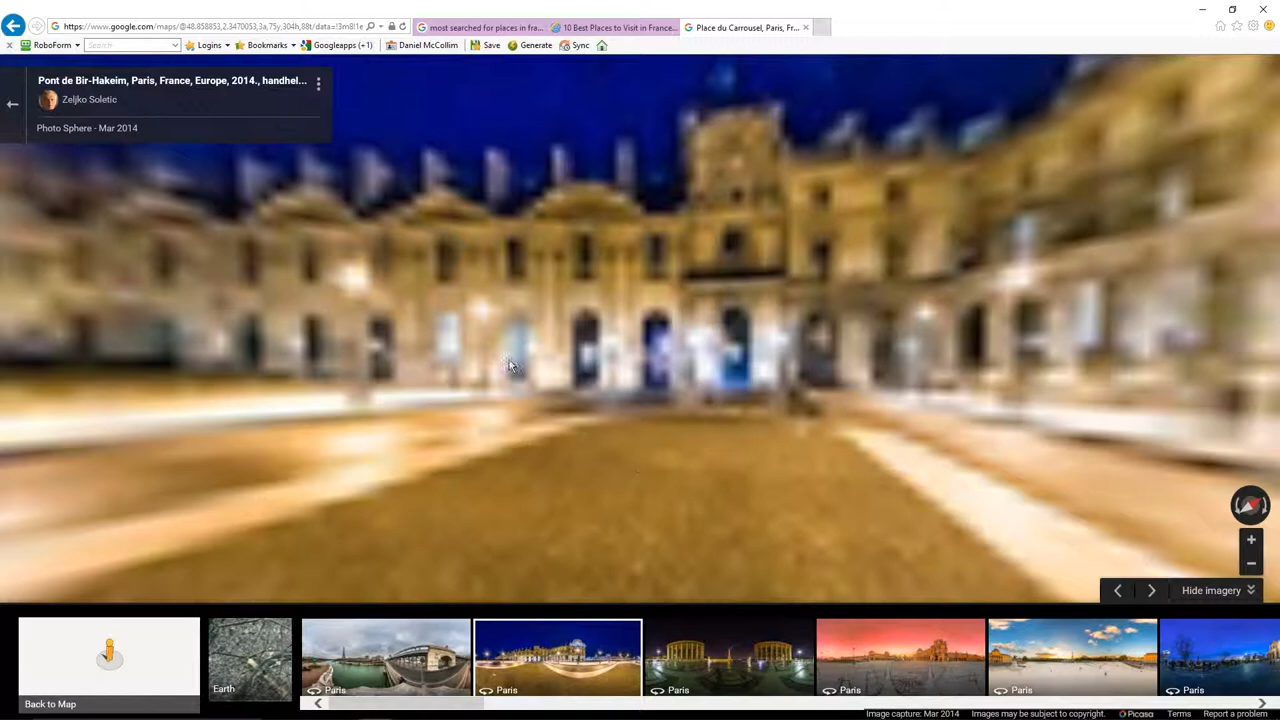 https://www.google.com/maps/@48.858853,2.3470053,3a,75y,304h,88t/data=!3m8!1e
most searched for places in fra...
10 Best Places to Visit in France...
Place du Carrousel, Paris, Fr...
RoboForm
Search
Logins
Bookmarks
Googleapps (+1)
Daniel McCollim
Save
Generate
Sync
Pont de Bir-Hakeim, Paris, France, Europe, 2014., handhel...
Zeljko Soletic
Photo Sphere - Mar 2014
Hide imagery
Back to Map
Earth
Paris
Paris
Paris
Paris
Paris
Paris
Image capture: Mar 2014
Images may be subject to copyright.
Picasa
Terms
Report a problem